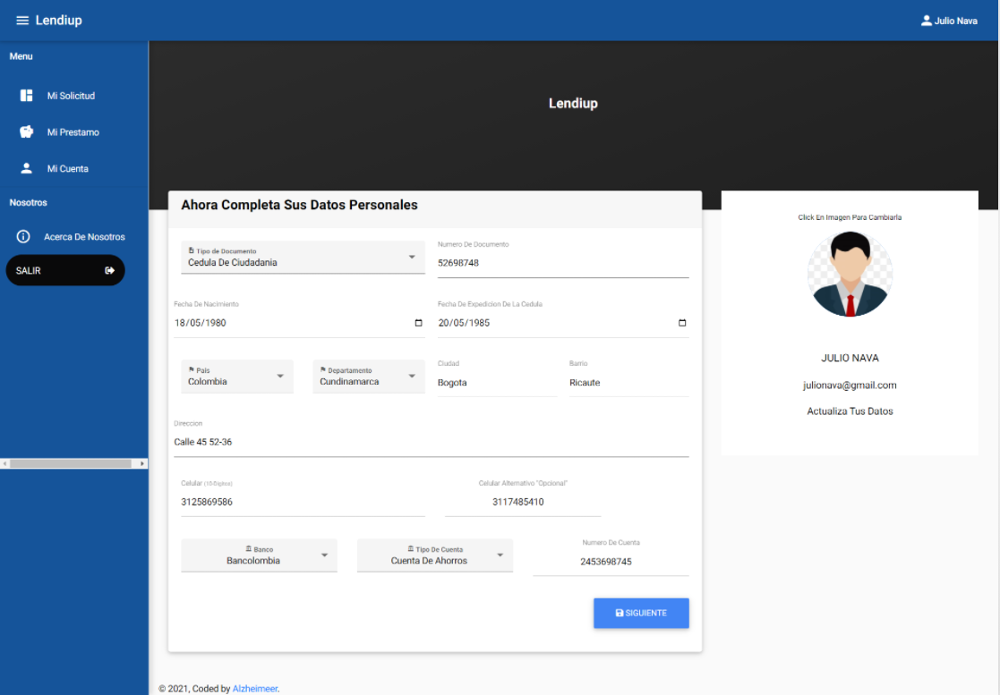 Lendiup
Julio Nava
Menu
Mi Solicitud
Mi Prestamo
Mi Cuenta
Nosotros
Acerca De Nosotros
SALIR
Lendiup
Ahora Completa Sus Datos Personales
Tipo de Documento
Cedula De Ciudadania
Numero De Documento
52698748
Fecha De Nacimiento
18/05/1980
Fecha De Expedicion De La Cedula
20/05/1985
Pais
Colombia
Departamento
Cundinamarca
Ciudad
Bogota
Barrio
Ricaute
Direccion
Calle 45 52-36
Celular (10-Digitos)
3125869586
Celular Alternativo "Opcional"
3117485410
Banco
Bancolombia
Tipo De Cuenta
Cuenta De Ahorros
Numero De Cuenta
2453698745
SIGUIENTE
Click En Imagen Para Cambiarla
JULIO NAVA
julionava@gmail.com
Actualiza Tus Datos
© 2021, Coded by Alzheimeer.